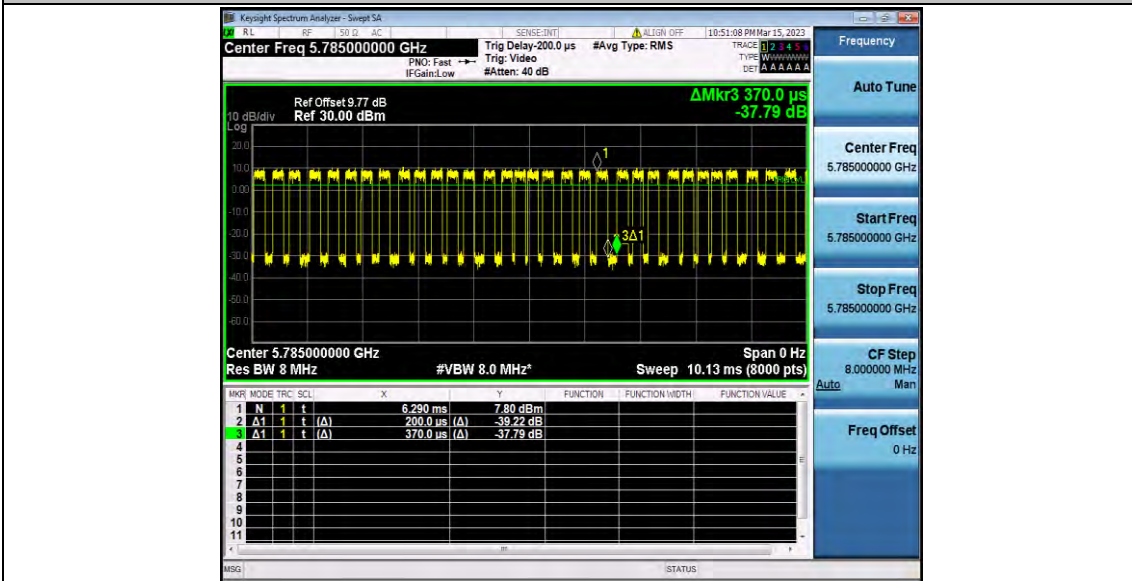 Keysight Spectrum Analyzer - Swept SA
RL RF 50 Ω AC SENSE:INT ALIGN OFF 10:51:08 PM Mar 15, 2023
Center Freq 5.785000000 GHz
PNO: Fast
IFGain:Low
Trig Delay-200.0 µs
Trig: Video
#Atten: 40 dB
#Avg Type: RMS
TRACE 1 2 3 4 5 6
TYPE W
DET A A A A A A
ΔMkr3 370.0 µs
-37.79 dB
Ref Offset 9.77 dB
10 dB/div Ref 30.00 dBm
Log
20.0
10.0
0.00
-10.0
-20.0
-30.0
-40.0
-50.0
-60.0
1
3Δ1
Center 5.785000000 GHz Span 0 Hz
Res BW 8 MHz #VBW 8.0 MHz* Sweep 10.13 ms (8000 pts)
MKR MODE TRC SCL X Y FUNCTION FUNCTION WIDTH FUNCTION VALUE
1 N 1 t 6.290 ms 7.80 dBm
2 Δ1 1 t (Δ) 200.0 µs (Δ) -39.22 dB
3 Δ1 1 t (Δ) 370.0 µs (Δ) -37.79 dB
4
5
6
7
8
9
10
11
MSG STATUS
Frequency
Auto Tune
Center Freq
5.785000000 GHz
Start Freq
5.785000000 GHz
Stop Freq
5.785000000 GHz
CF Step
8.000000 MHz
Auto Man
Freq Offset
0 Hz